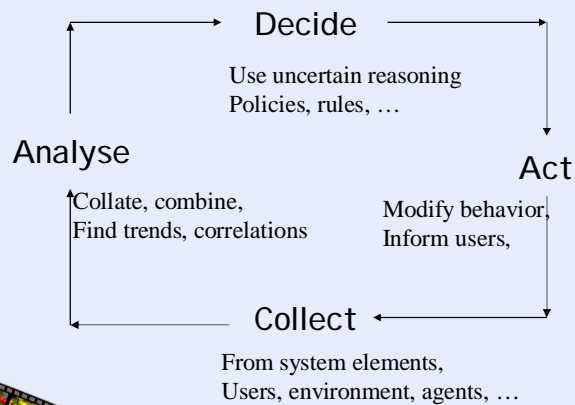 Decide
Use uncertain reasoning
Policies, rules, …
Analyse
Act
Collate, combine,
Find trends, correlations
Modify behavior,
Inform users,
Collect
From system elements,
Users, environment, agents, …